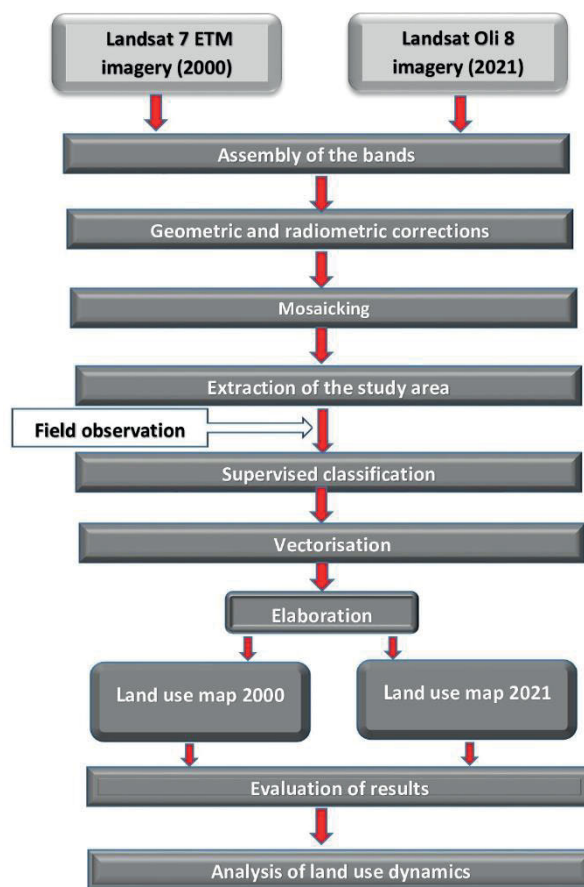 Landsat 7 ETM
imagery (2000)
Landsat Oli 8
imagery (2021)
Assembly of the bands
Geometric and radiometric corrections
Mosaicking
Extraction of the study area
Field observation
Supervised classification
Vectorisation
Elaboration
Land use map 2000
Land use map 2021
Evaluation of results
Analysis of land use dynamics